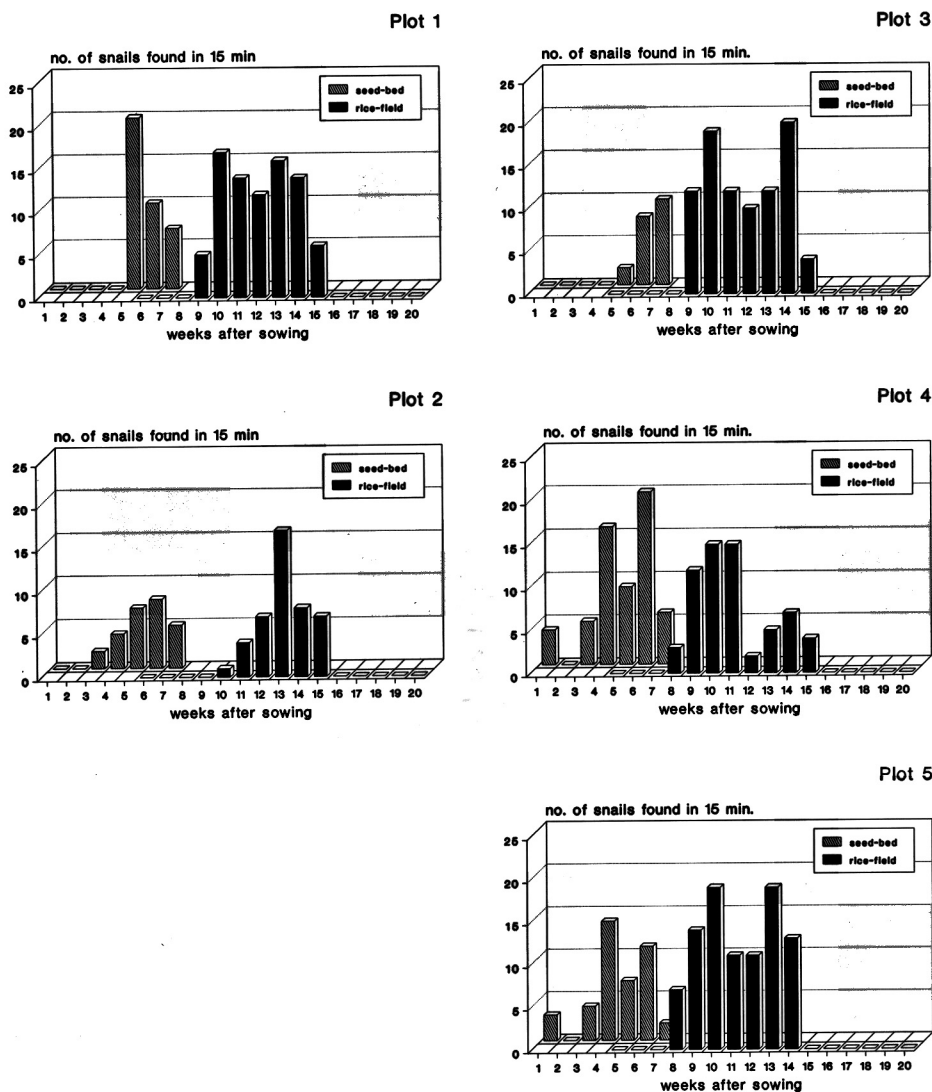 Plot 1
no. of snails found in 15 min
seed-bed
rice-field
25
20
15
10
5
0
1 2 3 4 5 6 7 8 9 10 11 12 13 14 15 16 17 18 19 20
weeks after sowing
Plot 2
no. of snails found in 15 min
seed-bed
rice-field
25
20
15
10
5
0
1 2 3 4 5 6 7 8 9 10 11 12 13 14 15 16 17 18 19 20
weeks after sowing
Plot 3
no. of snails found in 15 min.
seed-bed
rice-field
25
20
15
10
5
0
1 2 3 4 5 6 7 8 9 10 11 12 13 14 15 16 17 18 19 20
weeks after sowing
Plot 4
no. of snails found in 15 min.
seed-bed
rice-field
25
20
15
10
5
0
1 2 3 4 5 6 7 8 9 10 11 12 13 14 15 16 17 18 19 20
weeks after sowing
Plot 5
no. of snails found in 15 min.
seed-bed
rice-field
25
20
15
10
5
0
1 2 3 4 5 6 7 8 9 10 11 12 13 14 15 16 17 18 19 20
weeks after sowing